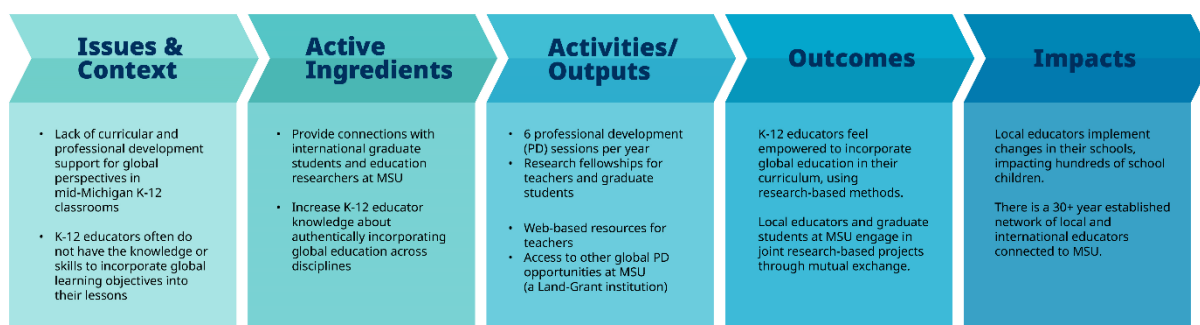 Issues &
Context
• Lack of curricular and
professional development
support for global
perspectives in
mid-Michigan K-12
classrooms
• K-12 educators often do
not have the knowledge or
skills to incorporate global
learning objectives into
their lessons
Active
Ingredients
• Provide connections with
international graduate
students and education
researchers at MSU
• Increase K-12 educator
knowledge about
authentically incorporating
global education across
disciplines
Activities/
Outputs
• 6 professional development
(PD) sessions per year
• Research fellowships for
teachers and graduate
students
• Web-based resources for
teachers
• Access to other global PD
opportunities at MSU
(a Land-Grant institution)
Outcomes
K-12 educators feel
empowered to incorporate
global education in their
curriculum, using
research-based methods.
Local educators and graduate
students at MSU engage in
joint research-based projects
through mutual exchange.
Impacts
Local educators implement
changes in their schools,
impacting hundreds of school
children.
There is a 30+ year established
network of local and
international educators
connected to MSU.